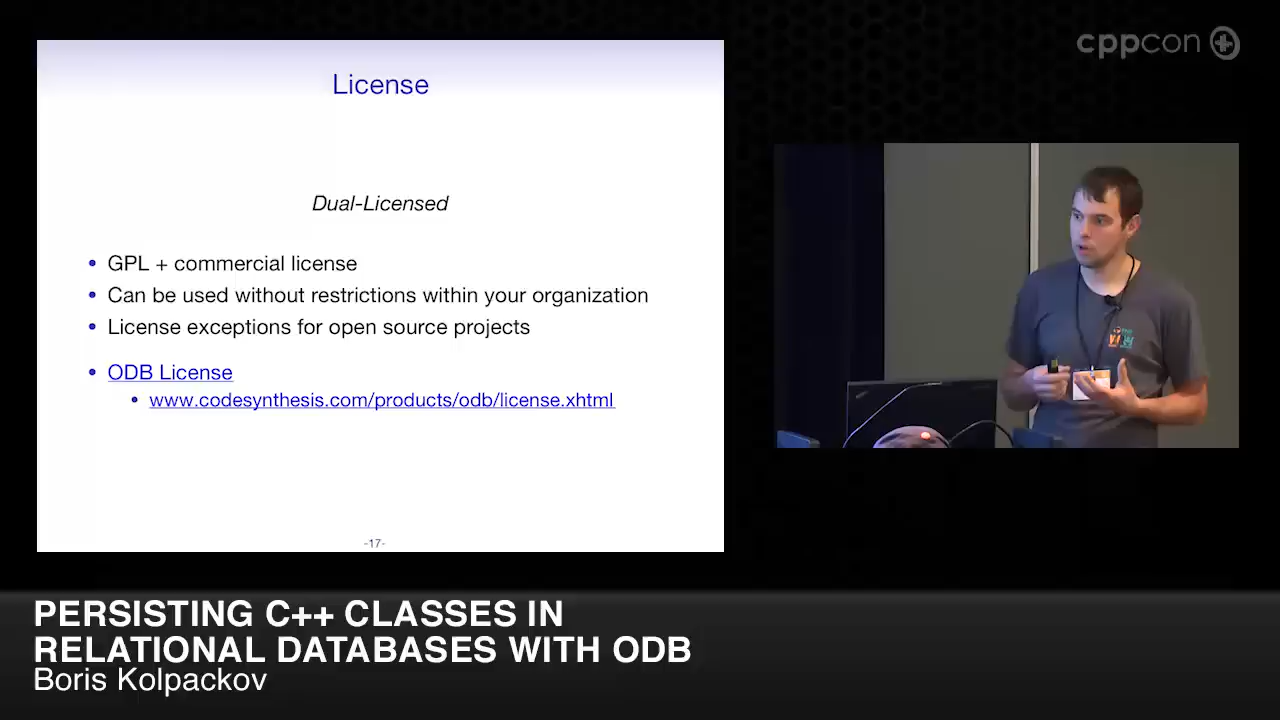 cppcon
License
Dual-Licensed
• GPL + commercial license
• Can be used without restrictions within your organization
• License exceptions for open source projects
• ODB License
• www.codesynthesis.com/products/odb/license.xhtml
-17-
PERSISTING C++ CLASSES IN
RELATIONAL DATABASES WITH ODB
Boris Kolpackov